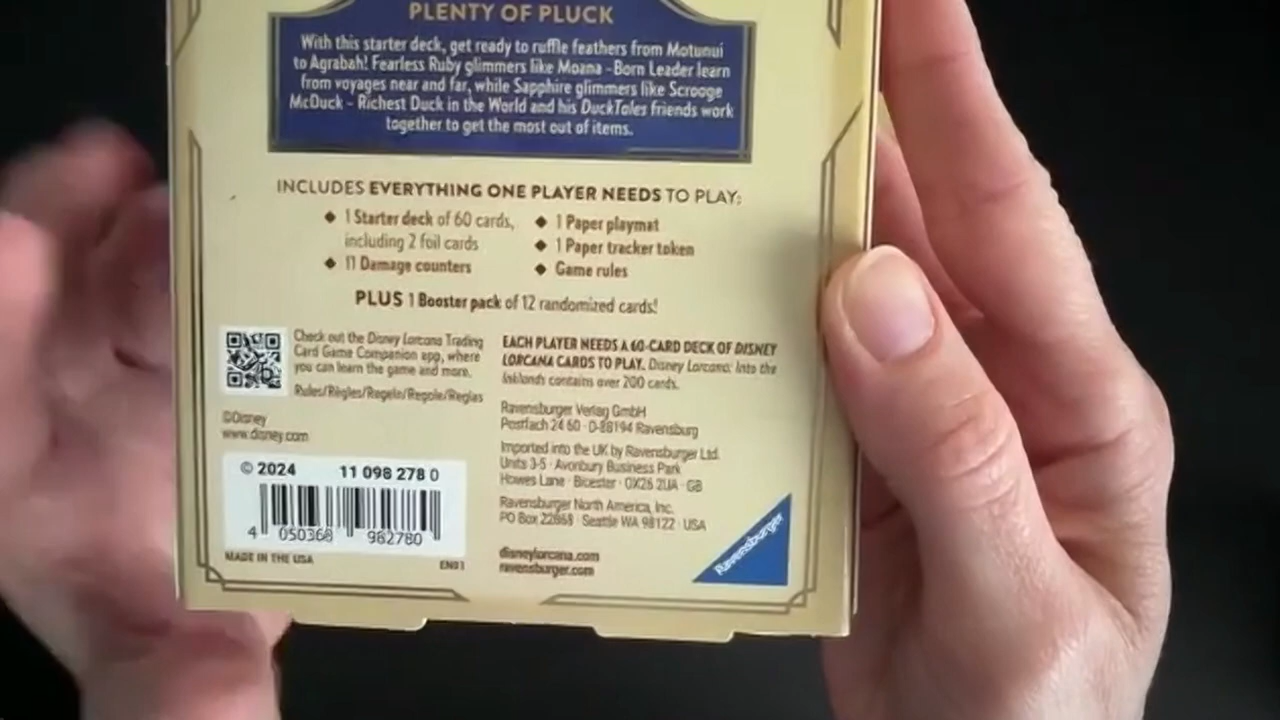 PLENTY OF PLUCK
With this starter deck, get ready to ruffle feathers from Motunui
to Agrabah! Fearless Ruby glimmers like Moana - Born Leader learn
from voyages near and far, while Sapphire glimmers like Scrooge
McDuck - Richest Duck in the World and his DuckTales friends work
together to get the most out of items.
INCLUDES EVERYTHING ONE PLAYER NEEDS TO PLAY:
◆ 1 Starter deck of 60 cards,
including 2 foil cards
◆ 11 Damage counters
◆ 1 Paper playmat
◆ 1 Paper tracker token
◆ Game rules
PLUS 1 Booster pack of 12 randomized cards!
Check out the Disney Lorcana Trading
Card Game Companion app, where
you can learn the game and more.
Rules/Règles/Regeln/Regole/Reglas
©Disney
www.disney.com
© 2024 11 098 278 0
4 050368 982780
MADE IN THE USA EN01
EACH PLAYER NEEDS A 60-CARD DECK OF DISNEY
LORCANA CARDS TO PLAY. Disney Lorcana: Into the
Inklands contains over 200 cards.
Ravensburger Verlag GmbH
Postfach 24 60 · D-88194 Ravensburg
Imported into the UK by Ravensburger Ltd.
Units 3-5 · Avonbury Business Park
Howes Lane · Bicester · OX26 2UA · GB
Ravensburger North America, Inc.
PO Box 22868 · Seattle WA 98122 · USA
disneylorcana.com
ravensburger.com
Ravensburger